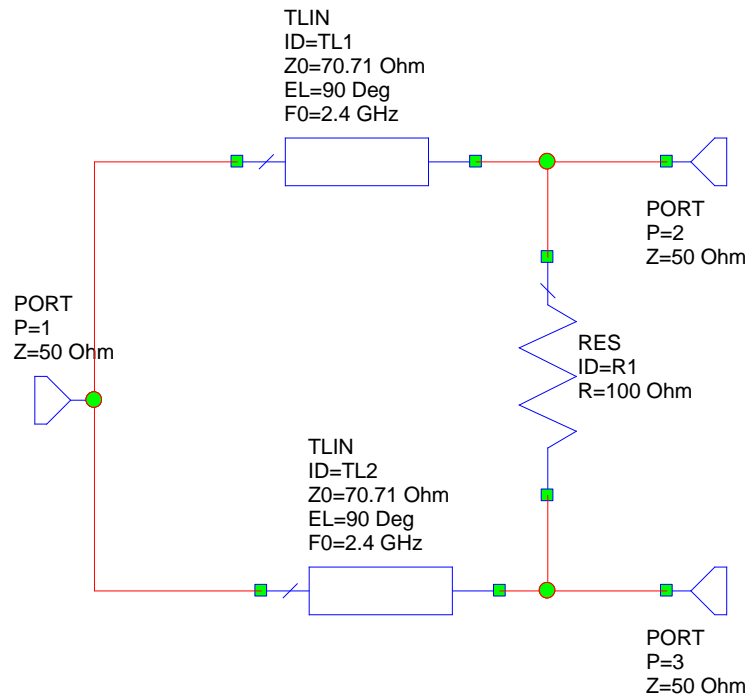 TLIN
ID=TL1
Z0=70.71 Ohm
EL=90 Deg
F0=2.4 GHz
PORT
P=2
Z=50 Ohm
PORT
P=1
Z=50 Ohm
RES
ID=R1
R=100 Ohm
TLIN
ID=TL2
Z0=70.71 Ohm
EL=90 Deg
F0=2.4 GHz
PORT
P=3
Z=50 Ohm